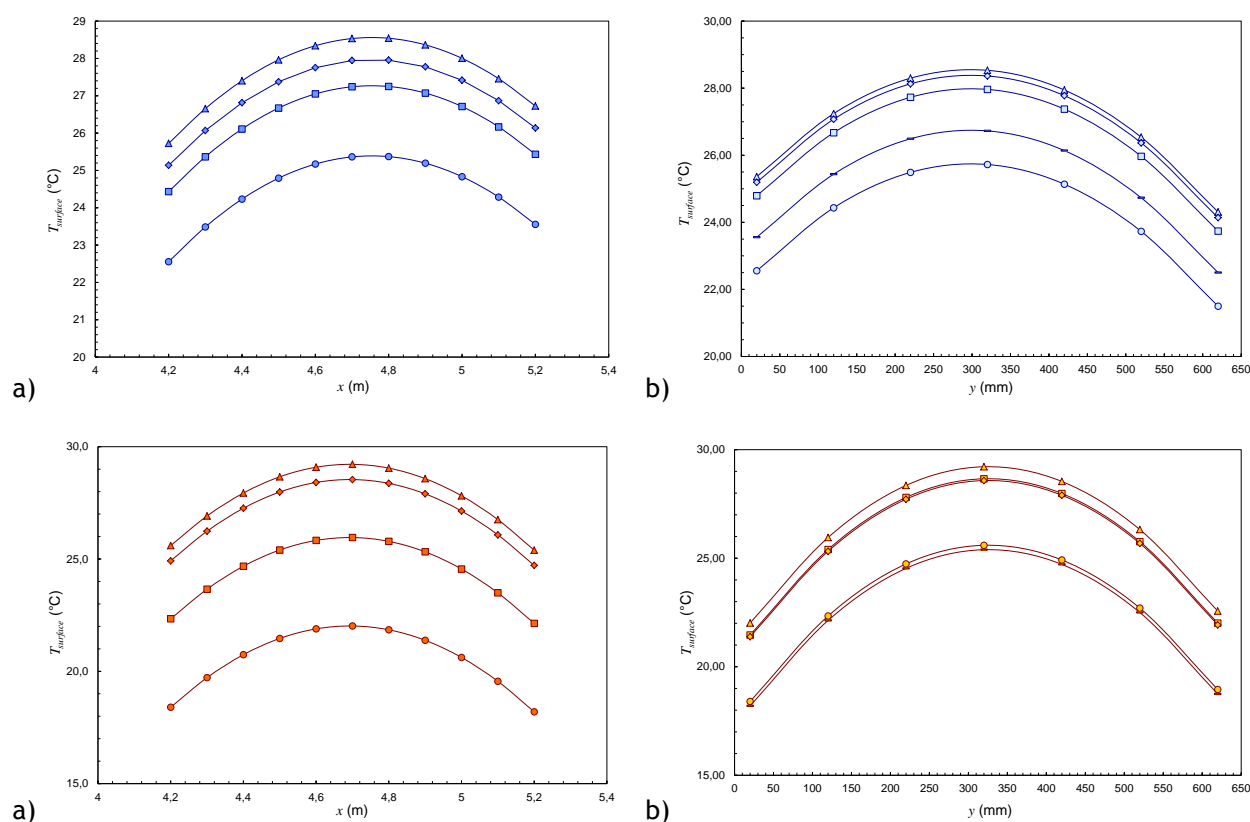 29
28
27
26
25
24
23
22
21
20
T_surface (°C)
4 4,2 4,4 4,6 4,8 5 5,2 5,4
x (m)
a)
30,00
28,00
26,00
24,00
22,00
20,00
T_surface (°C)
0 50 100 150 200 250 300 350 400 450 500 550 600 650
y (mm)
b)
30,0
25,0
20,0
15,0
T_surface (°C)
4 4,2 4,4 4,6 4,8 5 5,2 5,4
x (m)
a)
30,00
25,00
20,00
15,00
T_surface (°C)
0 50 100 150 200 250 300 350 400 450 500 550 600 650
y (mm)
b)